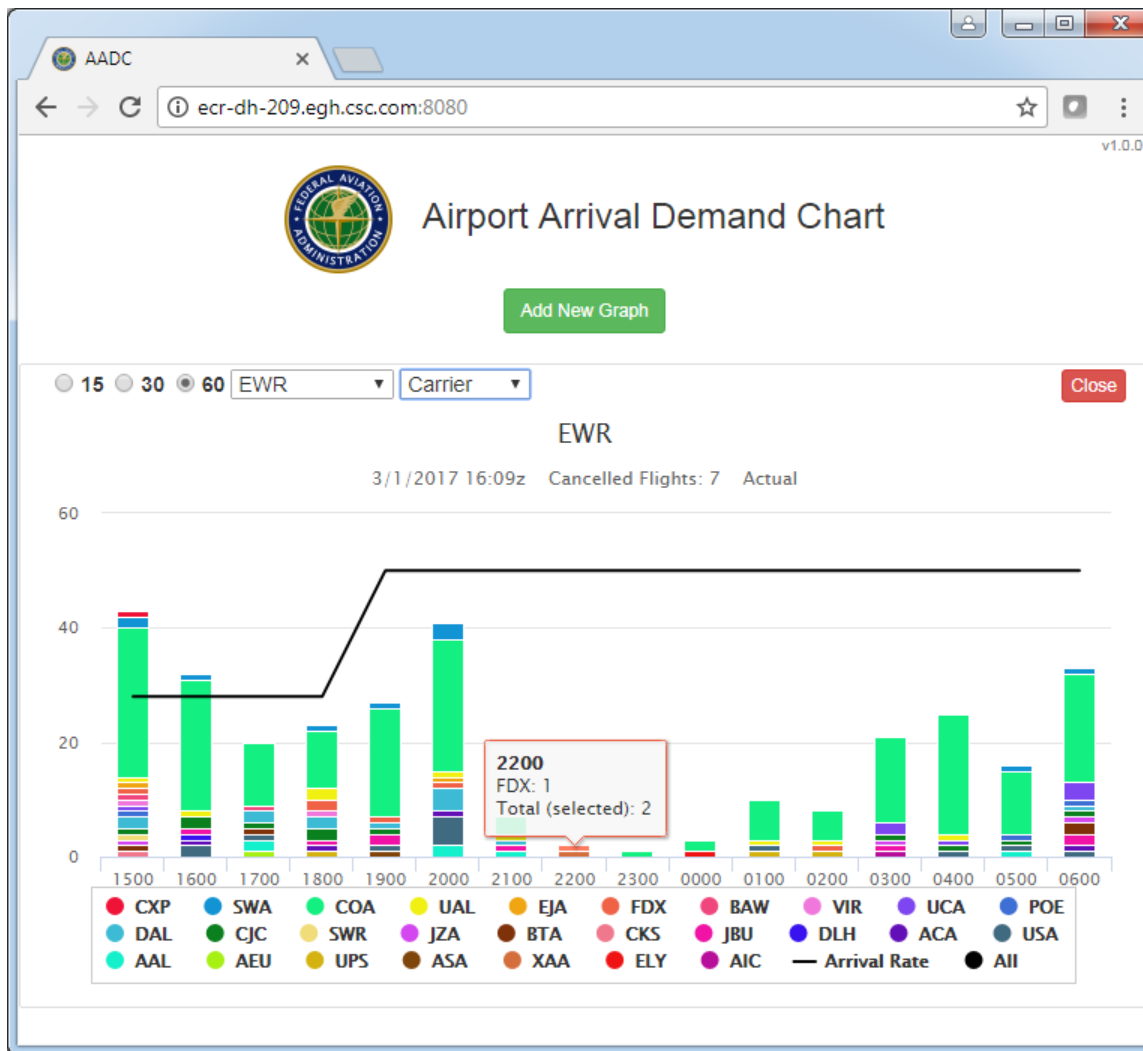 AADC
ecr-dh-209.egh.csc.com:8080
v1.0.0
FEDERAL AVIATION ADMINISTRATION
Airport Arrival Demand Chart
Add New Graph
15 30 60 EWR Carrier Close
EWR
3/1/2017 16:09z Cancelled Flights: 7 Actual
60
40
20
0
2200
FDX: 1
Total (selected): 2
1500 1600 1700 1800 1900 2000 2100 2200 2300 0000 0100 0200 0300 0400 0500 0600
CXP SWA COA UAL EJA FDX BAW VIR UCA POE
DAL CJC SWR JZA BTA CKS JBU DLH ACA USA
AAL AEU UPS ASA XAA ELY AIC Arrival Rate All